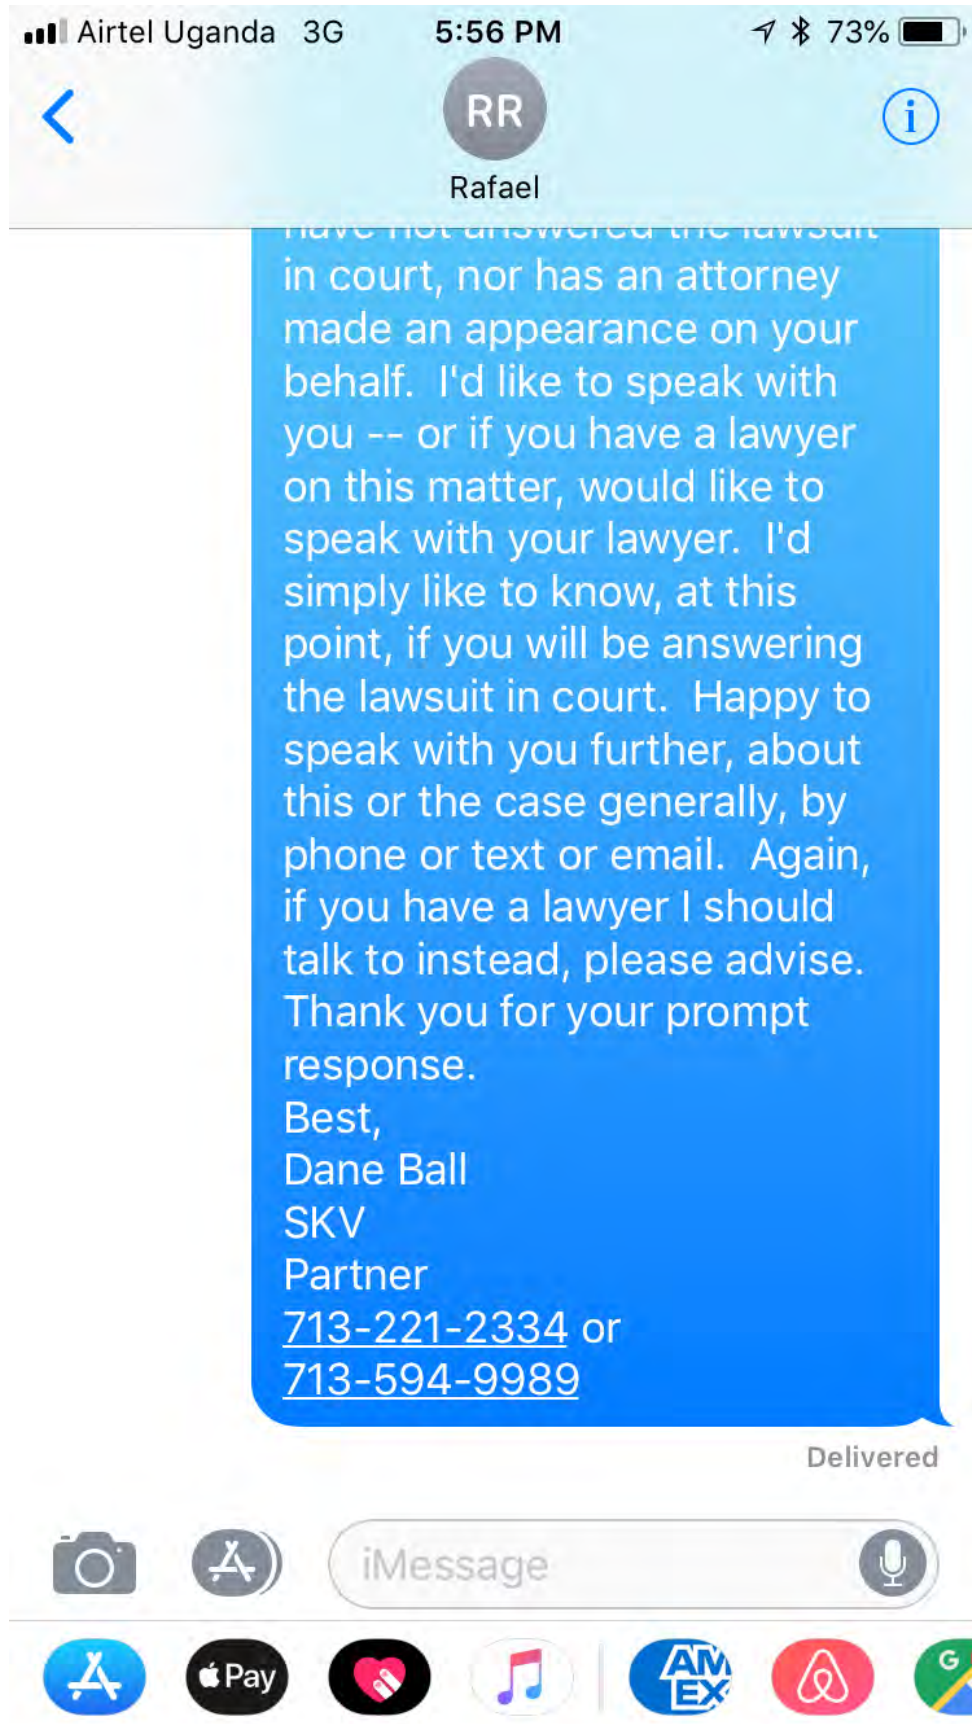 Airtel Uganda 3G 5:56 PM 73%
RR
i
Rafael
have not answered the lawsuit
in court, nor has an attorney
made an appearance on your
behalf.  I'd like to speak with
you -- or if you have a lawyer
on this matter, would like to
speak with your lawyer.  I'd
simply like to know, at this
point, if you will be answering
the lawsuit in court.  Happy to
speak with you further, about
this or the case generally, by
phone or text or email.  Again,
if you have a lawyer I should
talk to instead, please advise.
Thank you for your prompt
response.
Best,
Dane Ball
SKV
Partner
713-221-2334 or
713-594-9989
Delivered
iMessage
Pay
AM
EX
G